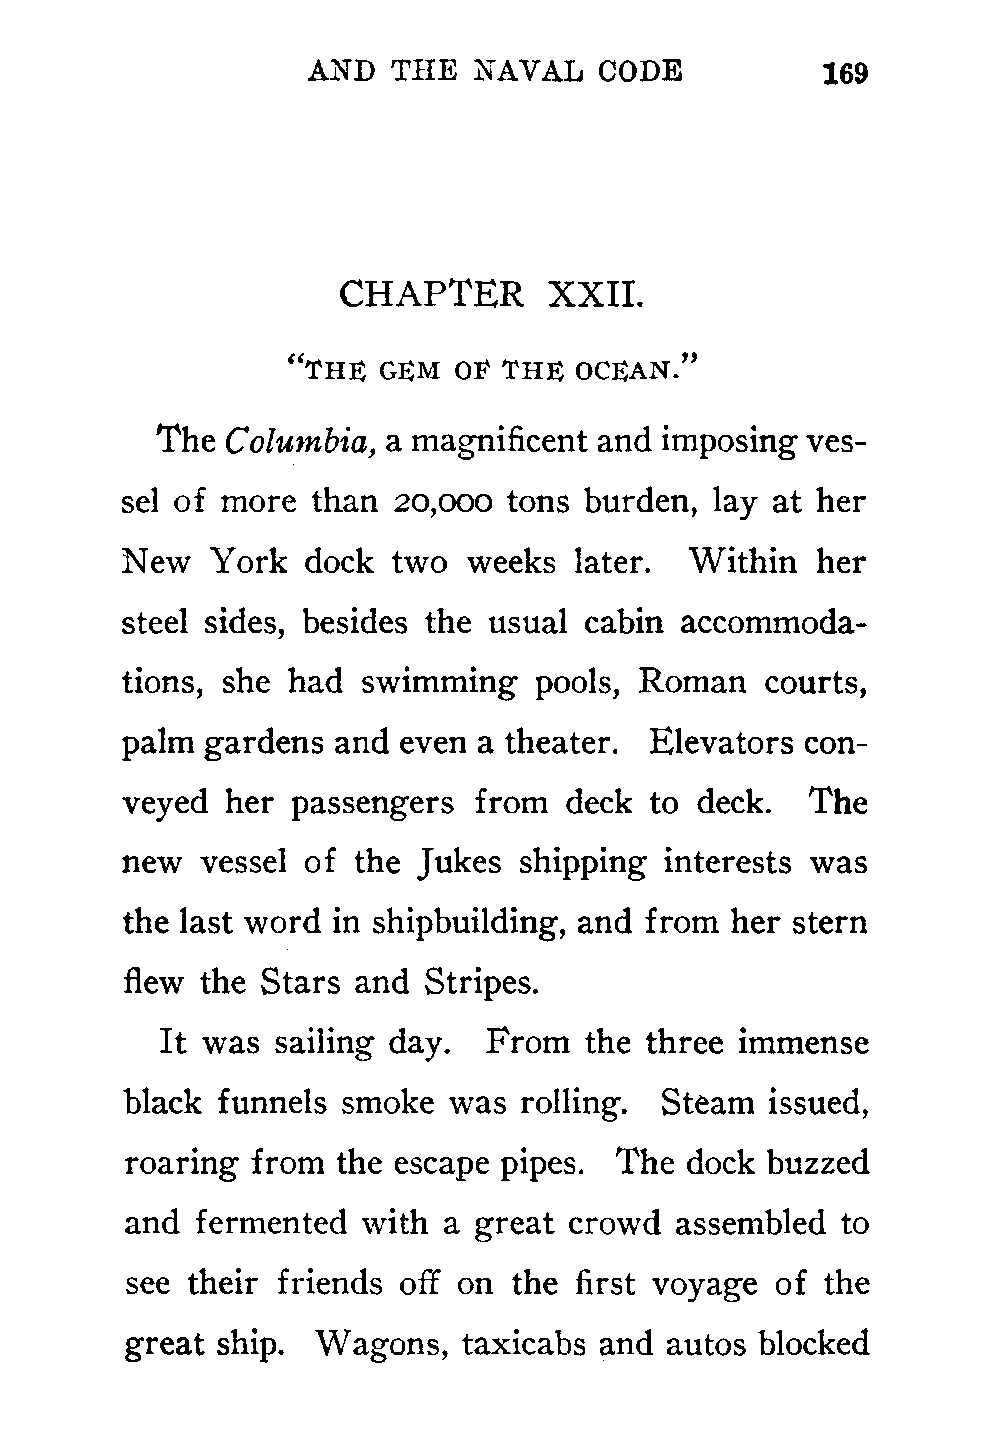 AND THE NAVAL CODE 169
CHAPTER XXII.
“THE GEM OF THE OCEAN.”
The Columbia, a magnificent and imposing ves-
sel of more than 20,000 tons burden, lay at her
New York dock two weeks later. Within her
steel sides, besides the usual cabin accommoda-
tions, she had swimming pools, Roman courts,
palm gardens and even a theater. Elevators con-
veyed her passengers from deck to deck. The
new vessel of the Jukes shipping interests was
the last word in shipbuilding, and from her stern
flew the Stars and Stripes.
It was sailing day. From the three immense
black funnels smoke was rolling. Steam issued,
roaring from the escape pipes. The dock buzzed
and fermented with a great crowd assembled to
see their friends off on the first voyage of the
great ship. Wagons, taxicabs and autos blocked